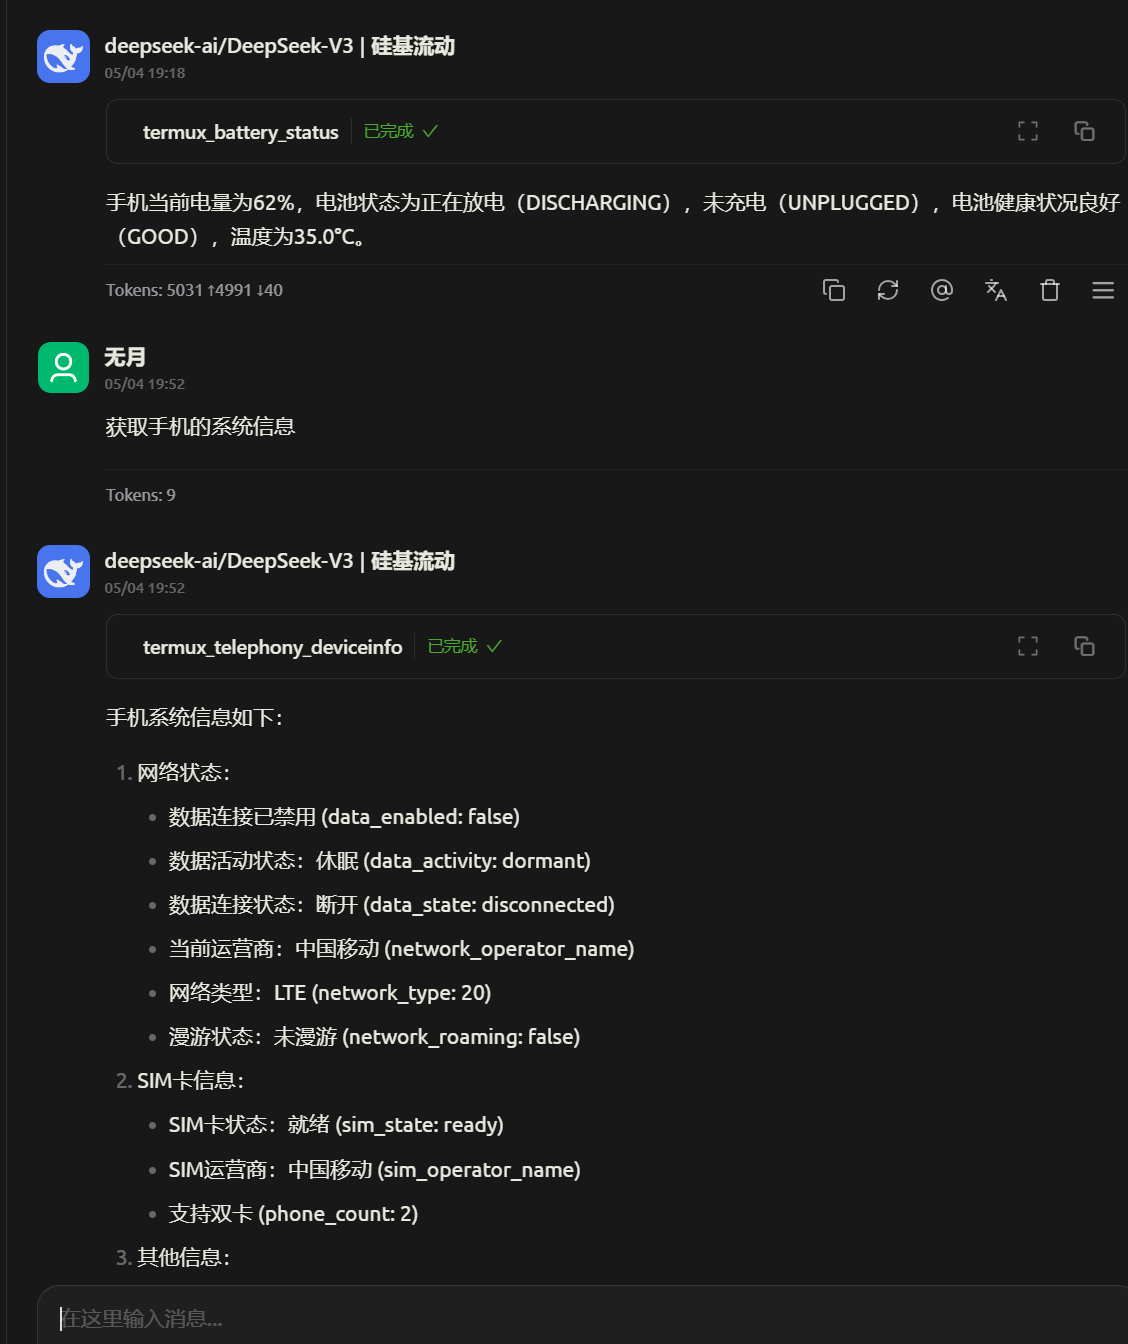 deepseek-ai/DeepSeek-V3 | 硅基流动
05/04 19:18
termux_battery_status 已完成
手机当前电量为62%，电池状态为正在放电（DISCHARGING），未充电（UNPLUGGED），电池健康状况良好
（GOOD），温度为35.0°C。
Tokens: 5031 ↑4991 ↓40
无月
05/04 19:52
获取手机的系统信息
Tokens: 9
deepseek-ai/DeepSeek-V3 | 硅基流动
05/04 19:52
termux_telephony_deviceinfo 已完成
手机系统信息如下：
1. 网络状态：
• 数据连接已禁用 (data_enabled: false)
• 数据活动状态：休眠 (data_activity: dormant)
• 数据连接状态：断开 (data_state: disconnected)
• 当前运营商：中国移动 (network_operator_name)
• 网络类型：LTE (network_type: 20)
• 漫游状态：未漫游 (network_roaming: false)
2. SIM卡信息：
• SIM卡状态：就绪 (sim_state: ready)
• SIM运营商：中国移动 (sim_operator_name)
• 支持双卡 (phone_count: 2)
3. 其他信息：
在这里输入消息...